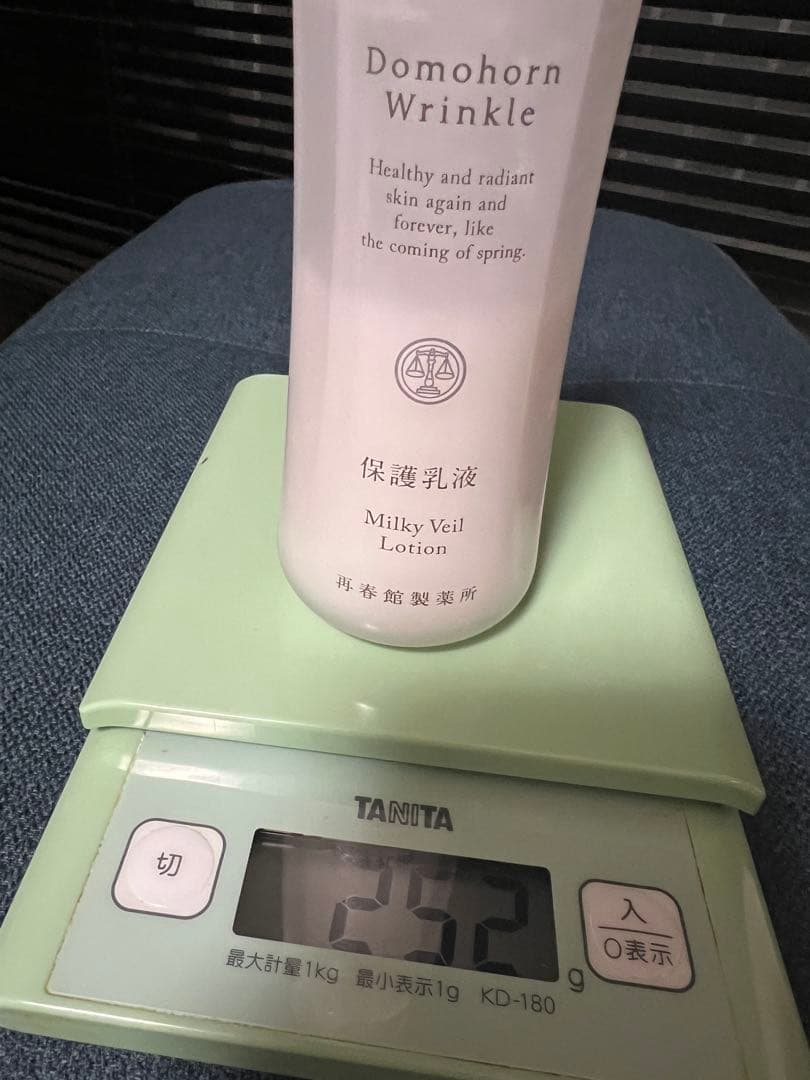 Domohorn
Wrinkle
Healthy and radiant
skin again and
forever, like
the coming of spring.
保護乳液
Milky Veil
Lotion
再春館製薬所
TANITA
切
252
g
入
0表示
最大計量1kg 最小表示1g KD-180